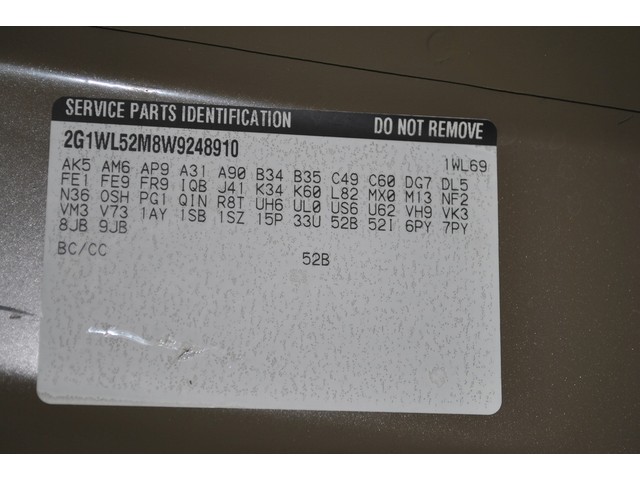 SERVICE PARTS IDENTIFICATION DO NOT REMOVE
2G1WL52M8W9248910 1WL69
AK5 AM6 AP9 A31 A90 B34 B35 C49 C60 DG7 DL5
FE1 FE9 FR9 IQB J41 K34 K60 L82 MX0 M13 NF2
N36 OSH PG1 QIN R8T UH6 UL0 US6 U62 VH9 VK3
VM3 V73 1AY 1SB 1SZ 15P 33U 52B 52I 6PY 7PY
8JB 9JB
BC/CC 52B